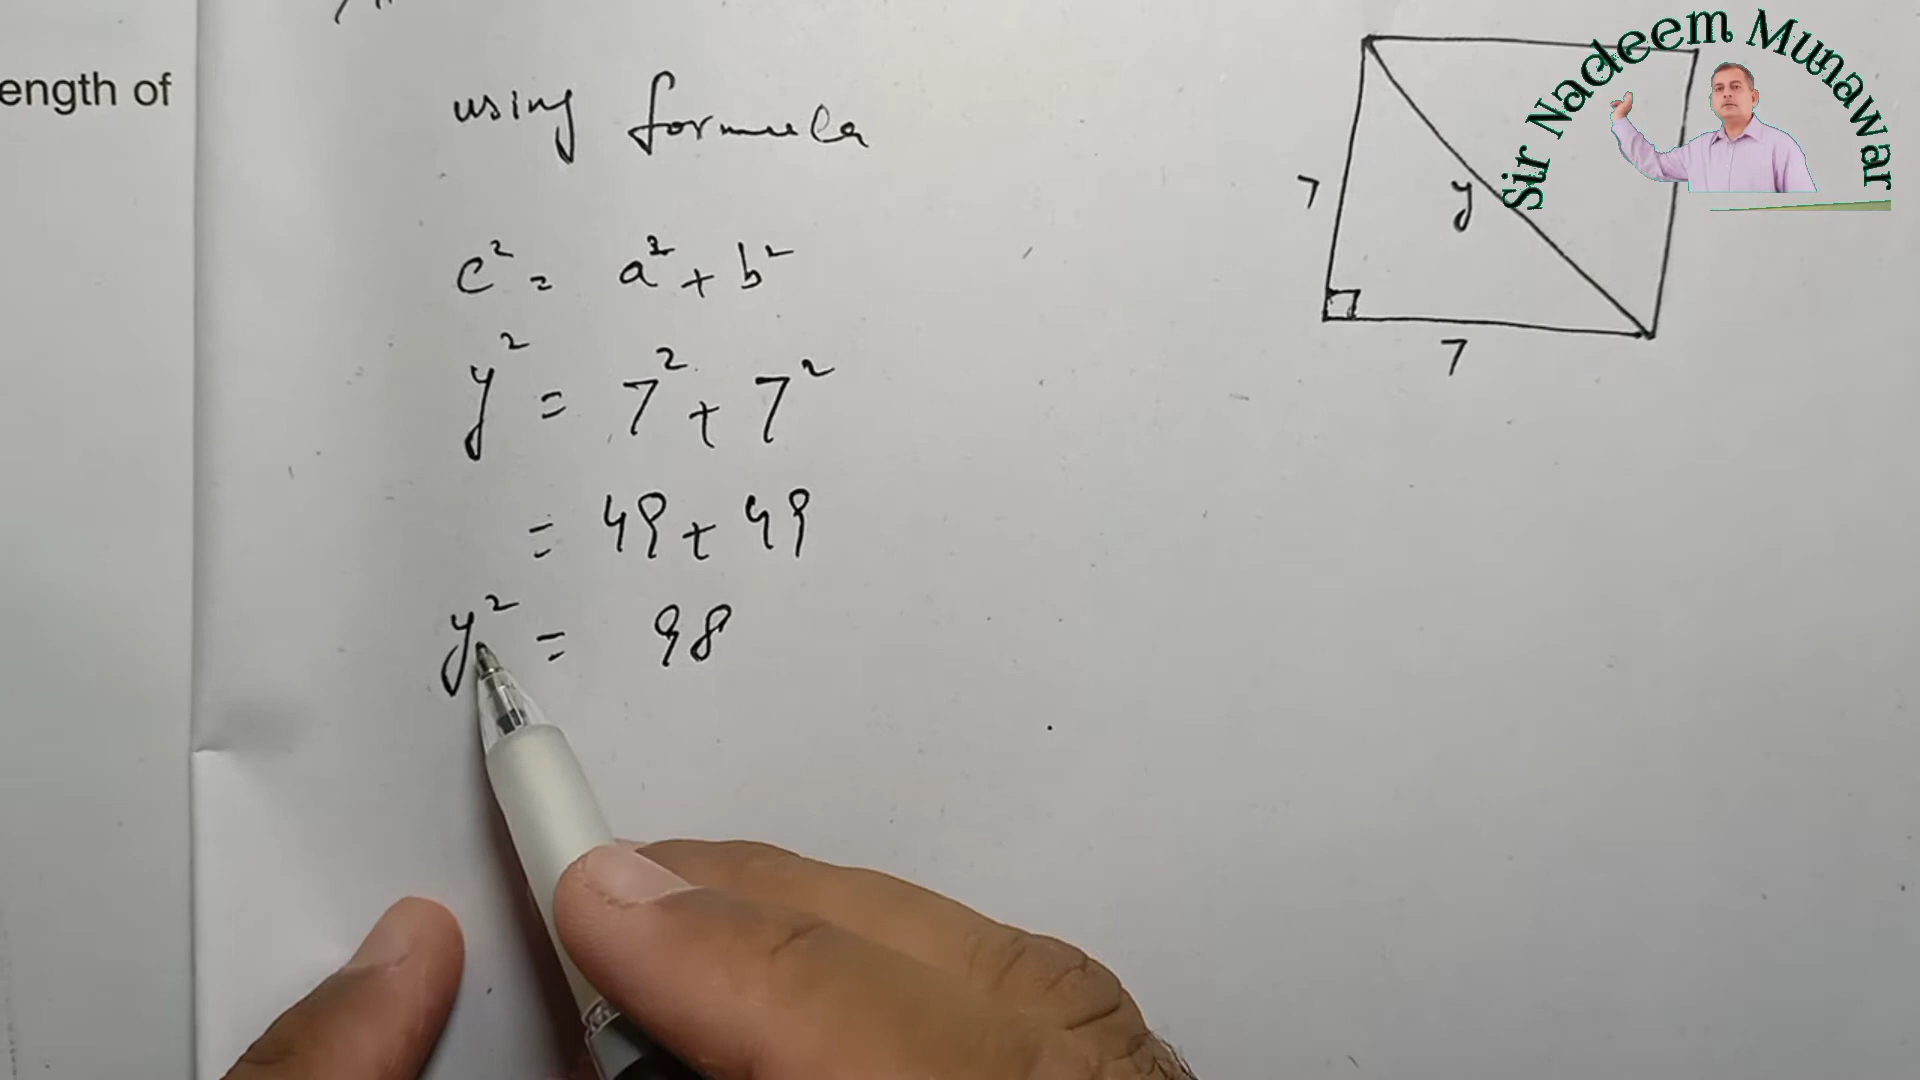 ength of
using formula
c² = a² + b²
y² = 7² + 7²
= 49 + 49
y² = 98
7
y
7
Sir Nadeem Munawar